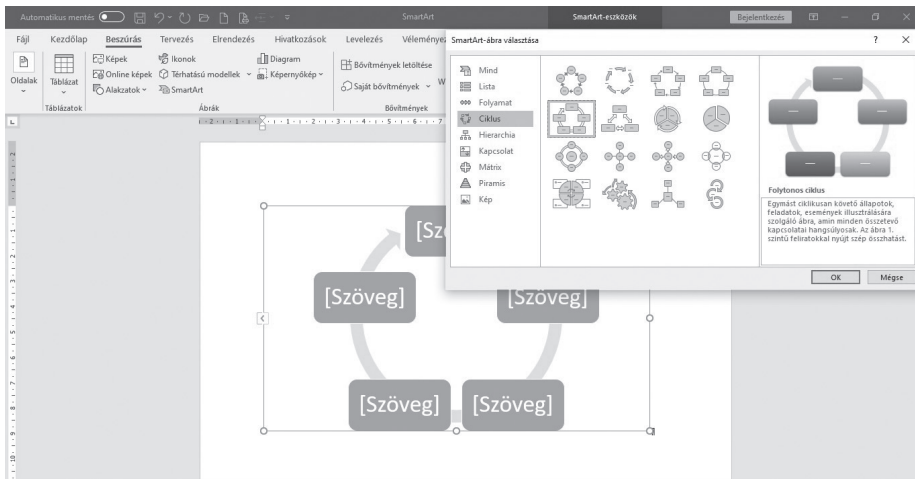 Automatikus mentés
SmartArt
SmartArt-eszközök
Bejelentkezés
Fájl Kezdőlap Beszúrás Tervezés Elrendezés Hivatkozások Levelezés Véleményez
Oldalak
Táblázat
Képek
Online képek
Alakzatok
Ikonok
Térhatású modellek
SmartArt
Diagram
Képernyőkép
Bővítmények letöltése
Saját bővítmények
W
Táblázatok
Ábrák
Bővítmények
SmartArt-ábra választása
Mind
Lista
Folyamat
Ciklus
Hierarchia
Kapcsolat
Mátrix
Piramis
Kép
Folytonos ciklus
Egymást ciklikusan követő állapotok,
feladatok, események illusztrálására
szolgáló ábra, amin minden összetevő
kapcsolatai hangsúlyosak. Az ábra 1.
szintű feliratokkal nyújt szép összhatást.
OK Mégse
[Sz
[Szöveg] [Szöveg]
[Szöveg] [Szöveg]